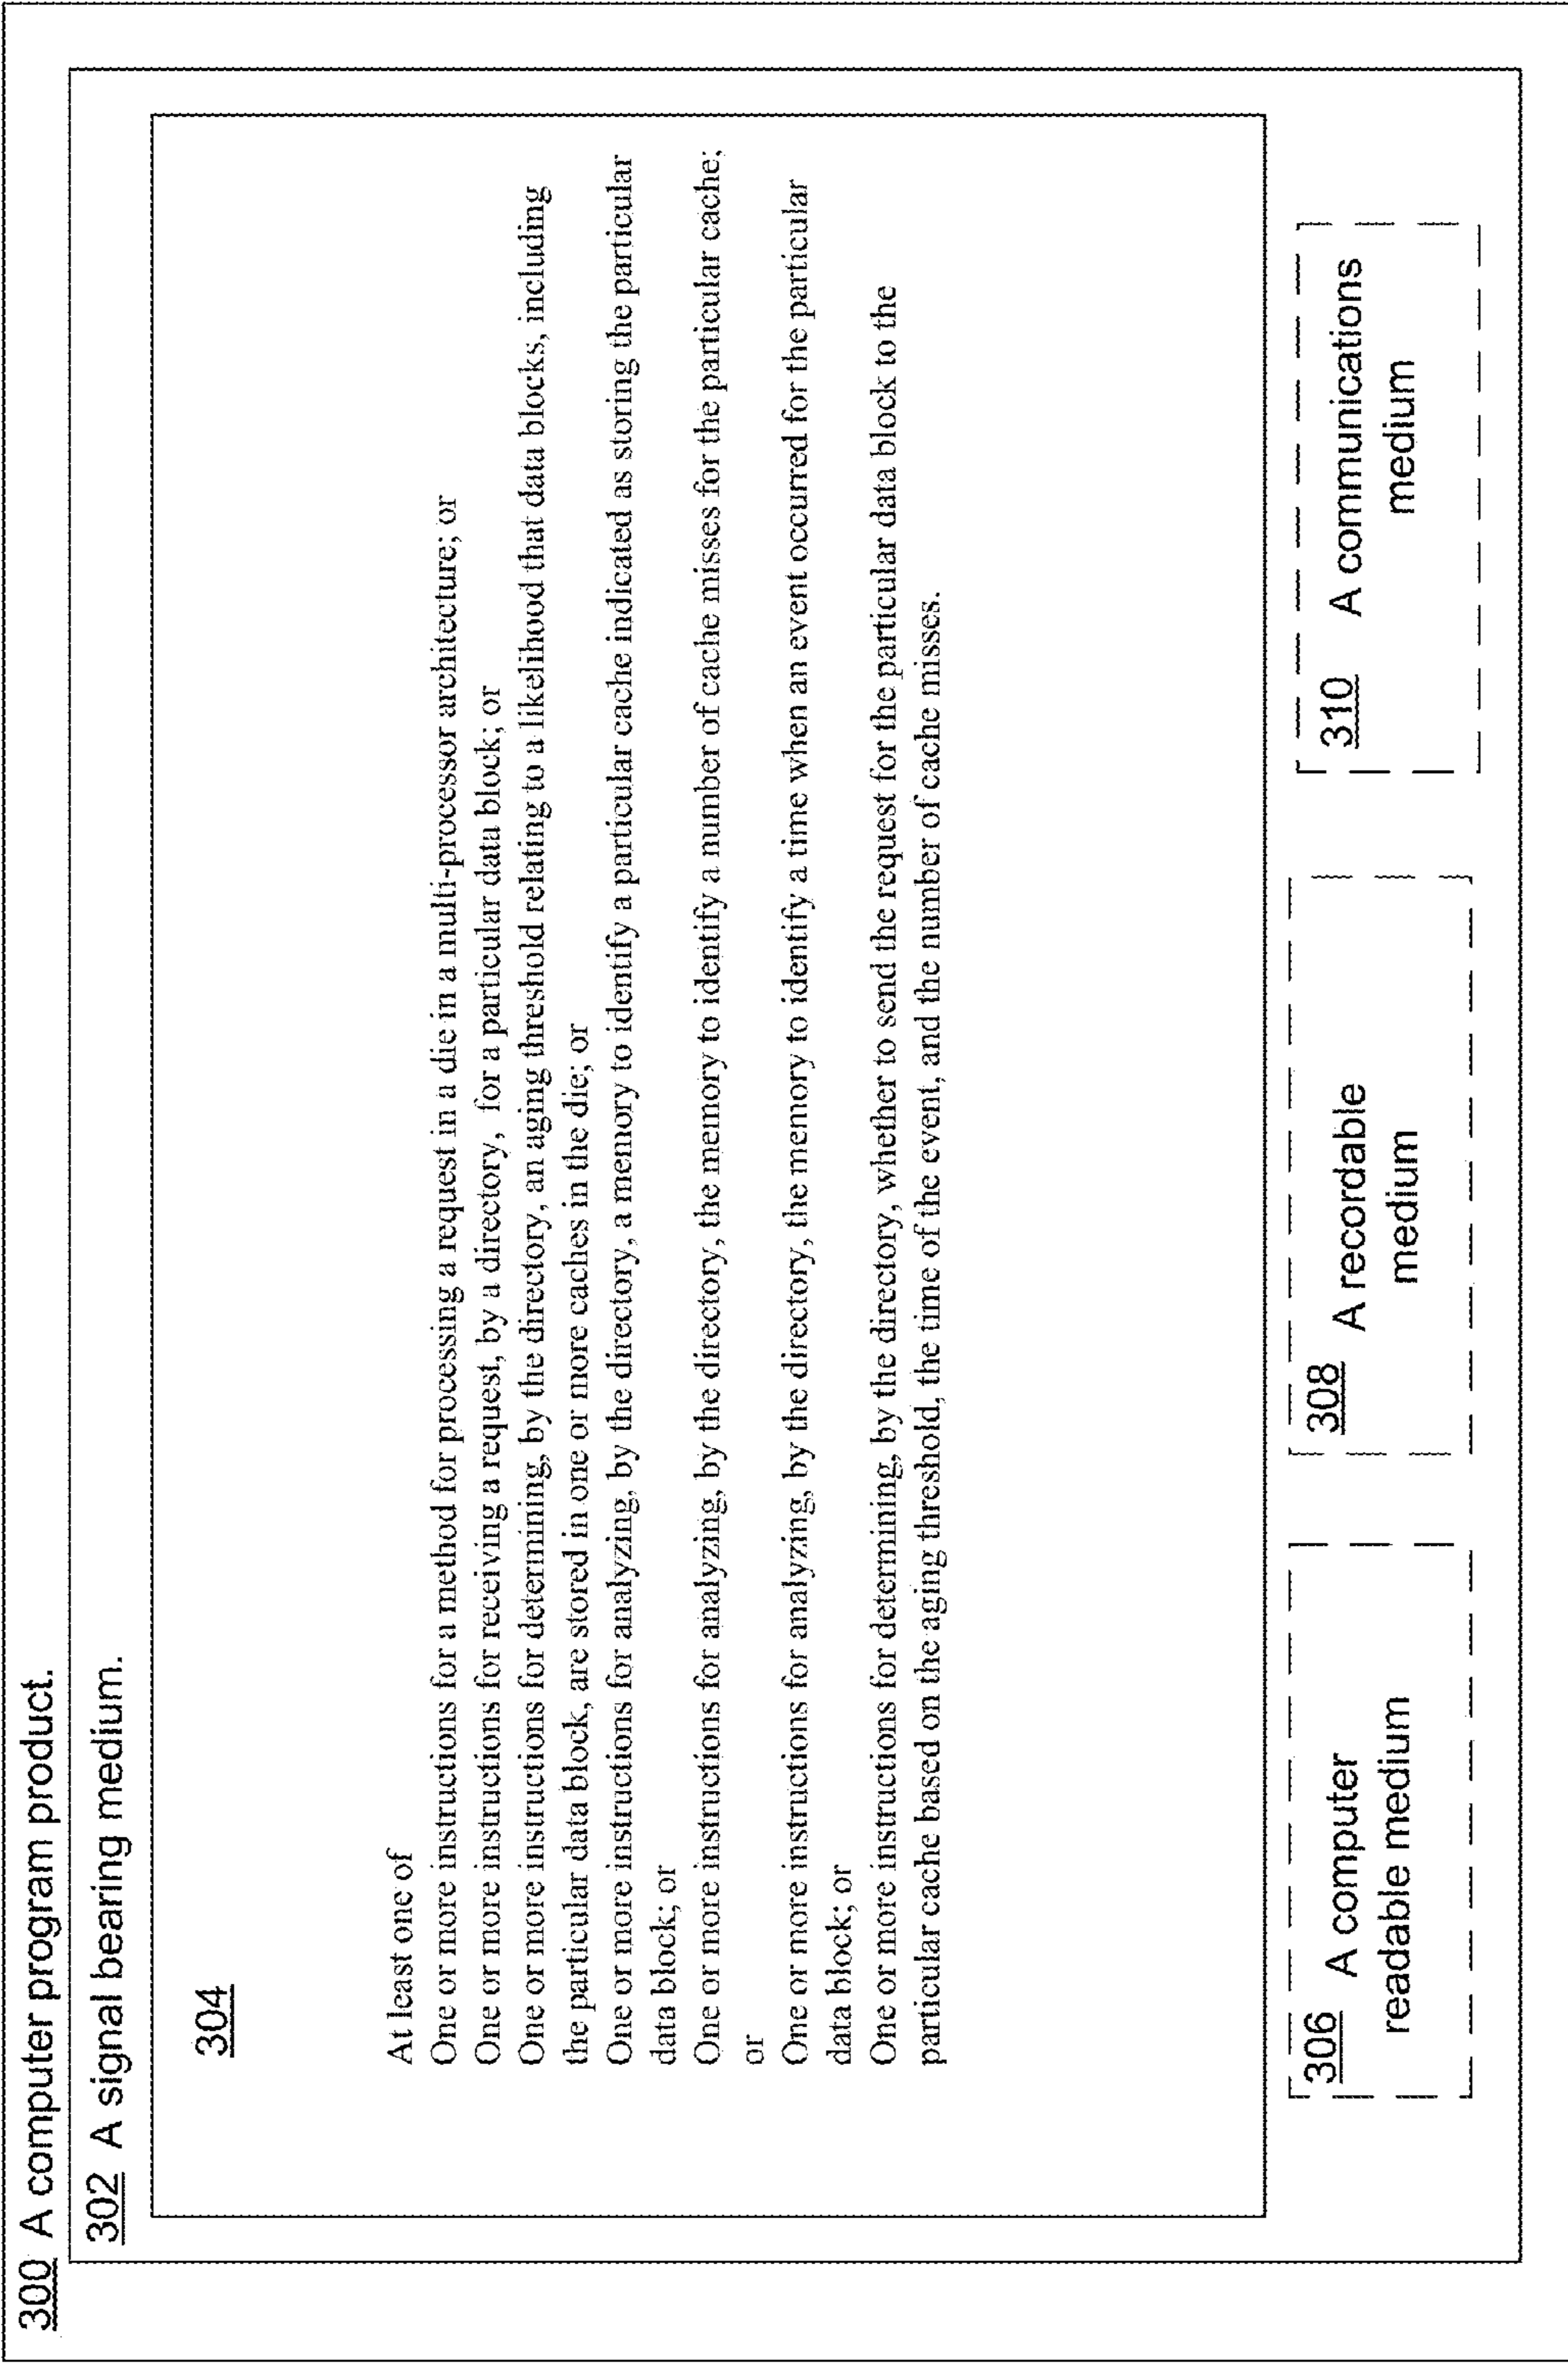 300 A computer program product.
302 A signal bearing medium.
304
At least one of
One or more instructions for a method for processing a request in a die in a multi-processor architecture; or
One or more instructions for receiving a request, by a directory, for a particular data block; or
One or more instructions for determining, by the directory, an aging threshold relating to a likelihood that data blocks, including
the particular data block, are stored in one or more caches in the die; or
One or more instructions for analyzing, by the directory, a memory to identify a particular cache indicated as storing the particular
data block; or
One or more instructions for analyzing, by the directory, the memory to identify a number of cache misses for the particular cache;
or
One or more instructions for analyzing, by the directory, the memory to identify a time when an event occurred for the particular
data block; or
One or more instructions for determining, by the directory, whether to send the request for the particular data block to the
particular cache based on the aging threshold, the time of the event, and the number of cache misses.
306 A computer
readable medium
308 A recordable
medium
310 A communications
medium